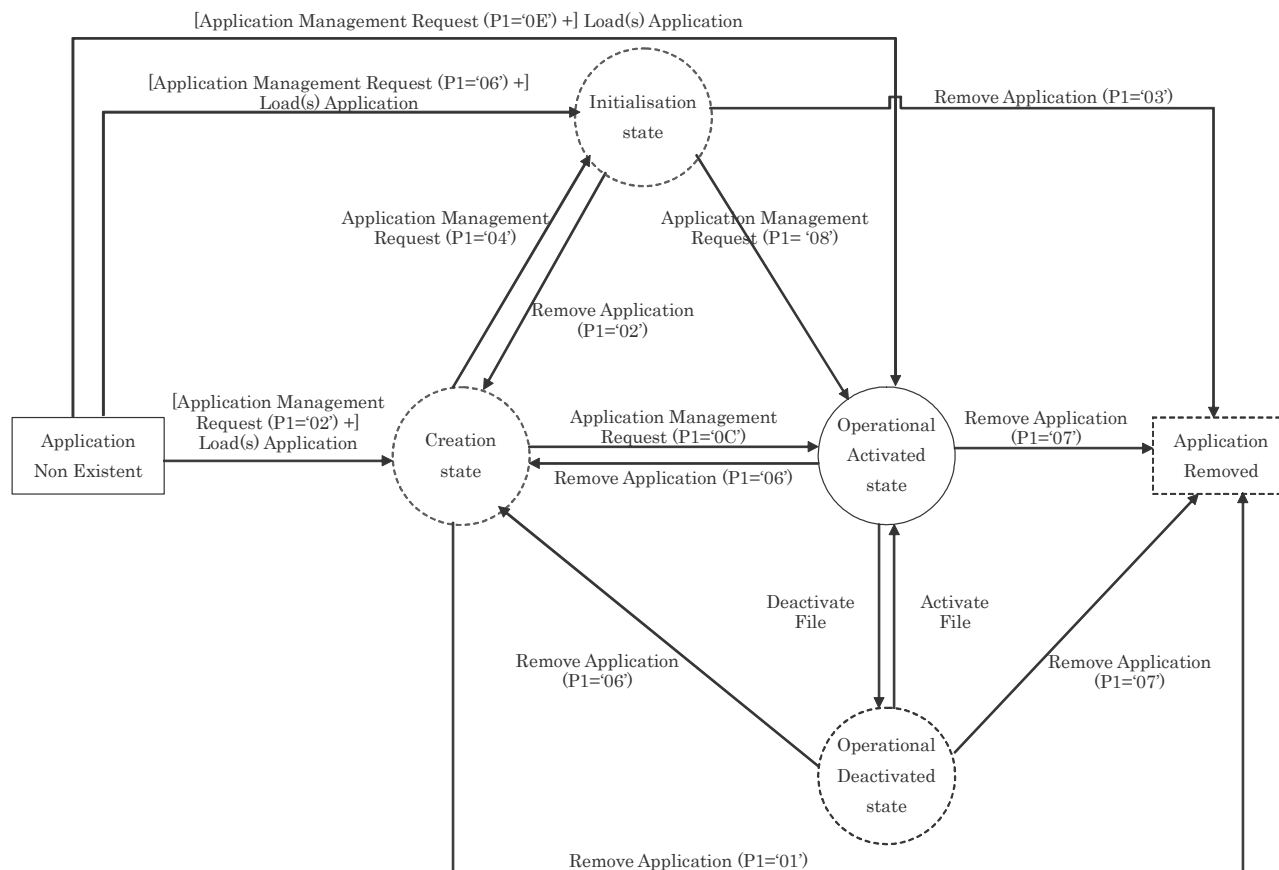 [Application Management Request (P1='0E') +] Load(s) Application
[Application Management Request (P1=‘06’) +]
Load(s) Application
Initialisation
state
Remove Application (P1=‘03’)
Application Management
Request (P1=‘04’)
Application Management
Request (P1= ‘08’)
Remove Application
(P1=‘02’)
[Application Management
Request (P1=‘02’) +]
Load(s) Application
Application
Non Existent
Creation
state
Application Management
Request (P1=‘0C’)
Remove Application (P1=‘06’)
Operational
Activated
state
Remove Application
(P1=‘07’)
Application
Removed
Deactivate
File
Activate
File
Remove Application
(P1=‘06’)
Remove Application
(P1=‘07’)
Operational
Deactivated
state
Remove Application (P1=‘01’)